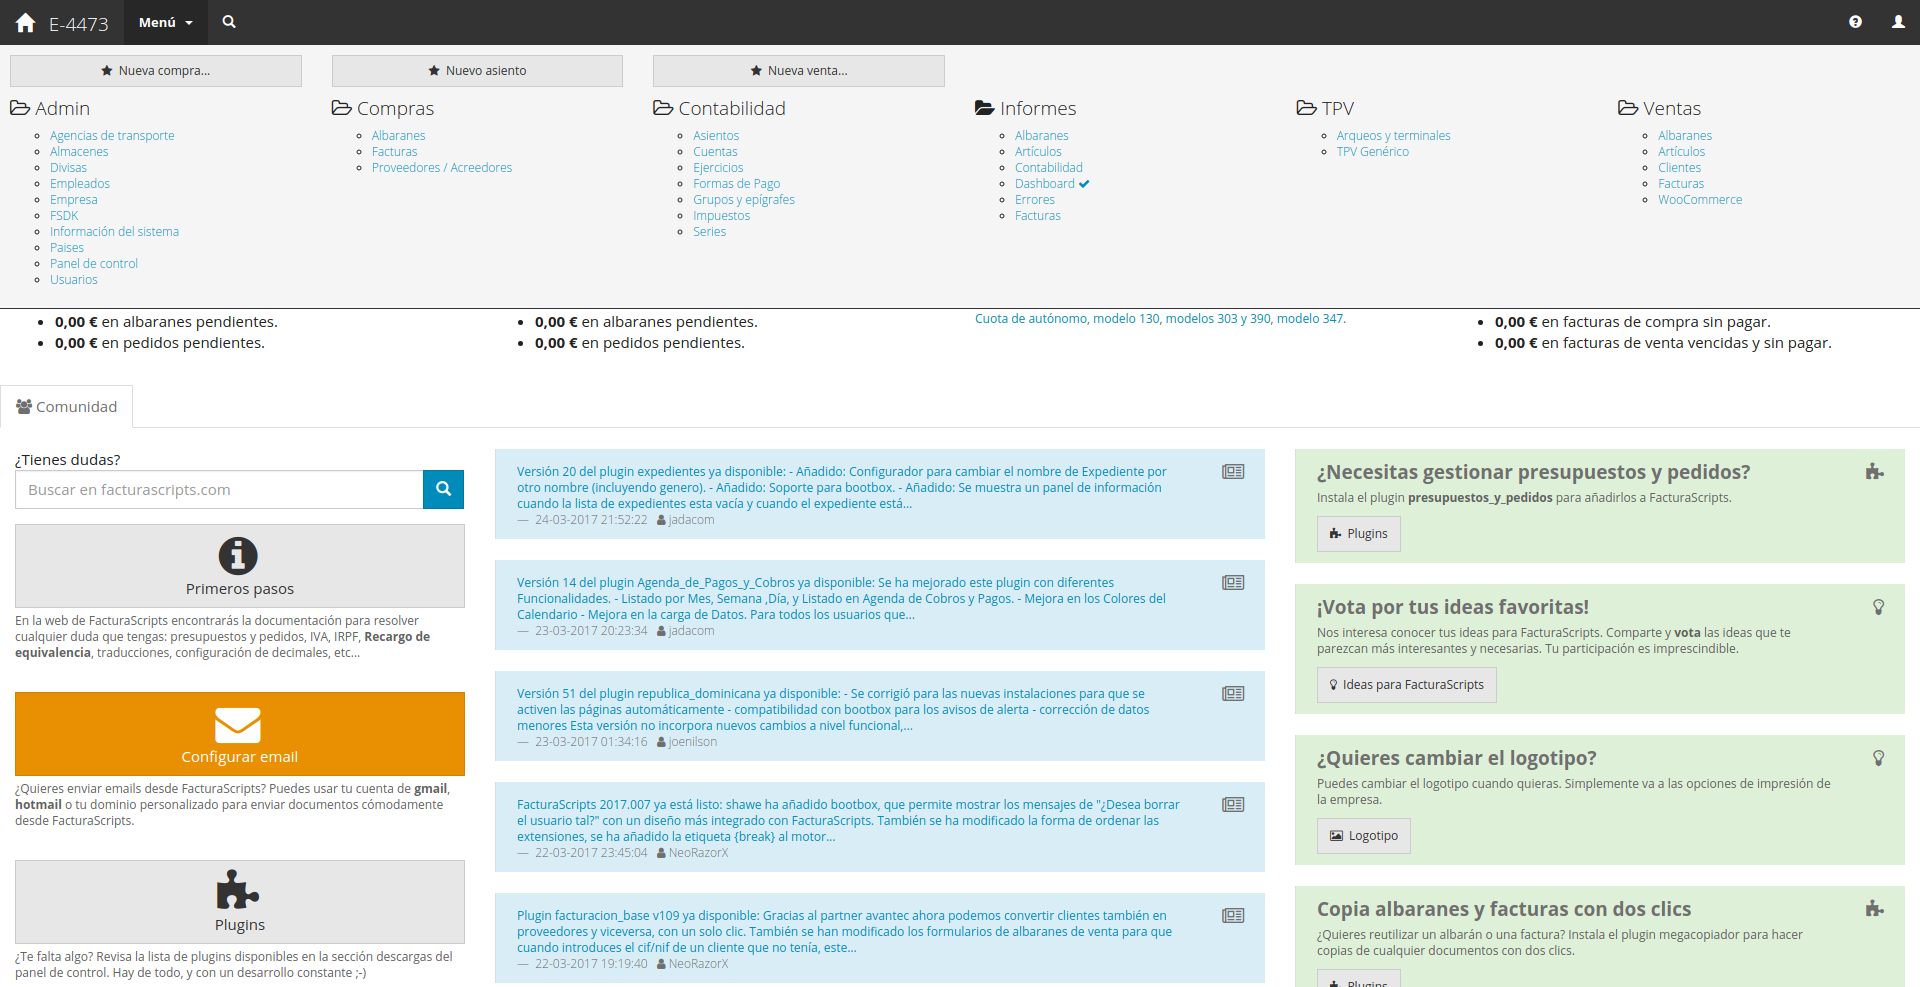 E-4473
Menú
Nueva compra...
Nuevo asiento
Nueva venta...
Admin
Agencias de transporte
Almacenes
Divisas
Empleados
Empresa
FSDK
Información del sistema
Paises
Panel de control
Usuarios
Compras
Albaranes
Facturas
Proveedores / Acreedores
Contabilidad
Asientos
Cuentas
Ejercicios
Formas de Pago
Grupos y epígrafes
Impuestos
Series
Informes
Albaranes
Artículos
Contabilidad
Dashboard
Errores
Facturas
TPV
Arqueos y terminales
TPV Genérico
Ventas
Albaranes
Artículos
Clientes
Facturas
WooCommerce
0,00 € en albaranes pendientes.
0,00 € en pedidos pendientes.
0,00 € en albaranes pendientes.
0,00 € en pedidos pendientes.
Cuota de autónomo, modelo 130, modelos 303 y 390, modelo 347.
0,00 € en facturas de compra sin pagar.
0,00 € en facturas de venta vencidas y sin pagar.
Comunidad
¿Tienes dudas?
Buscar en facturascripts.com
Primeros pasos
En la web de FacturaScripts encontrarás la documentación para resolver
cualquier duda que tengas: presupuestos y pedidos, IVA, IRPF, Recargo de
equivalencia, traducciones, configuración de decimales, etc...
Configurar email
¿Quieres enviar emails desde FacturaScripts? Puedes usar tu cuenta de gmail,
hotmail o tu dominio personalizado para enviar documentos cómodamente
desde FacturaScripts.
Plugins
¿Te falta algo? Revisa la lista de plugins disponibles en la sección descargas del
panel de control. Hay de todo, y con un desarrollo constante ;-)
Versión 20 del plugin expedientes ya disponible: - Añadido: Configurador para cambiar el nombre de Expediente por
otro nombre (incluyendo genero). - Añadido: Soporte para bootbox. - Añadido: Se muestra un panel de información
cuando la lista de expedientes esta vacía y cuando el expediente está...
— 24-03-2017 21:52:22 jadacom
Versión 14 del plugin Agenda_de_Pagos_y_Cobros ya disponible: Se ha mejorado este plugin con diferentes
Funcionalidades. - Listado por Mes, Semana ,Día, y Listado en Agenda de Cobros y Pagos. - Mejora en los Colores del
Calendario - Mejora en la carga de Datos. Para todos los usuarios que...
— 23-03-2017 20:23:34 jadacom
Versión 51 del plugin republica_dominicana ya disponible: - Se corrigió para las nuevas instalaciones para que se
activen las páginas automáticamente - compatibilidad con bootbox para los avisos de alerta - corrección de datos
menores Esta versión no incorpora nuevos cambios a nivel funcional,...
— 23-03-2017 01:34:16 joenilson
FacturaScripts 2017.007 ya está listo: shawe ha añadido bootbox, que permite mostrar los mensajes de "¿Desea borrar
el usuario tal?" con un diseño más integrado con FacturaScripts. También se ha modificado la forma de ordenar las
extensiones, se ha añadido la etiqueta {break} al motor...
— 22-03-2017 23:45:04 NeoRazorX
Plugin facturacion_base v109 ya disponible: Gracias al partner avantec ahora podemos convertir clientes también en
proveedores y viceversa, con un solo clic. También se han modificado los formularios de albaranes de venta para que
cuando introduces el cif/nif de un cliente que no tenía, este...
— 22-03-2017 19:19:40 NeoRazorX
¿Necesitas gestionar presupuestos y pedidos?
Instala el plugin presupuestos_y_pedidos para añadirlos a FacturaScripts.
Plugins
¡Vota por tus ideas favoritas!
Nos interesa conocer tus ideas para FacturaScripts. Comparte y vota las ideas que te
parezcan más interesantes y necesarias. Tu participación es imprescindible.
Ideas para FacturaScripts
¿Quieres cambiar el logotipo?
Puedes cambiar el logotipo cuando quieras. Simplemente va a las opciones de impresión de
la empresa.
Logotipo
Copia albaranes y facturas con dos clics
¿Quieres reutilizar un albarán o una factura? Instala el plugin megacopiador para hacer
copias de cualquier documentos con dos clics.
Plugins